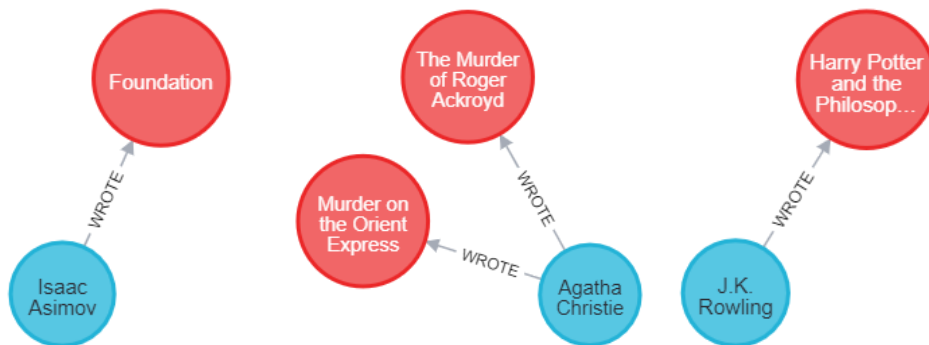 Foundation
WROTE
Isaac
Asimov
The Murder
of Roger
Ackroyd
WROTE
Murder on
the Orient
Express
WROTE
Agatha
Christie
Harry Potter
and the
Philosop…
WROTE
J.K.
Rowling